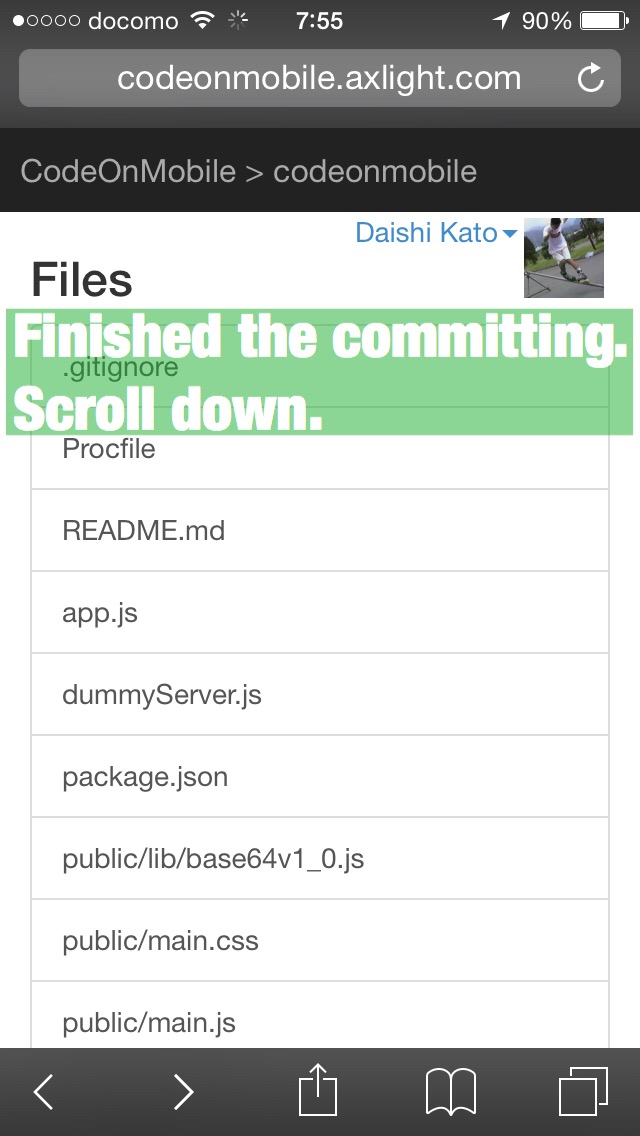 docomo 7:55 90%
codeonmobile.axlight.com
CodeOnMobile > codeonmobile
Daishi Kato
Files
Finished the committing.
.gitignore
Scroll down.
Procfile
README.md
app.js
dummyServer.js
package.json
public/lib/base64v1_0.js
public/main.css
public/main.js